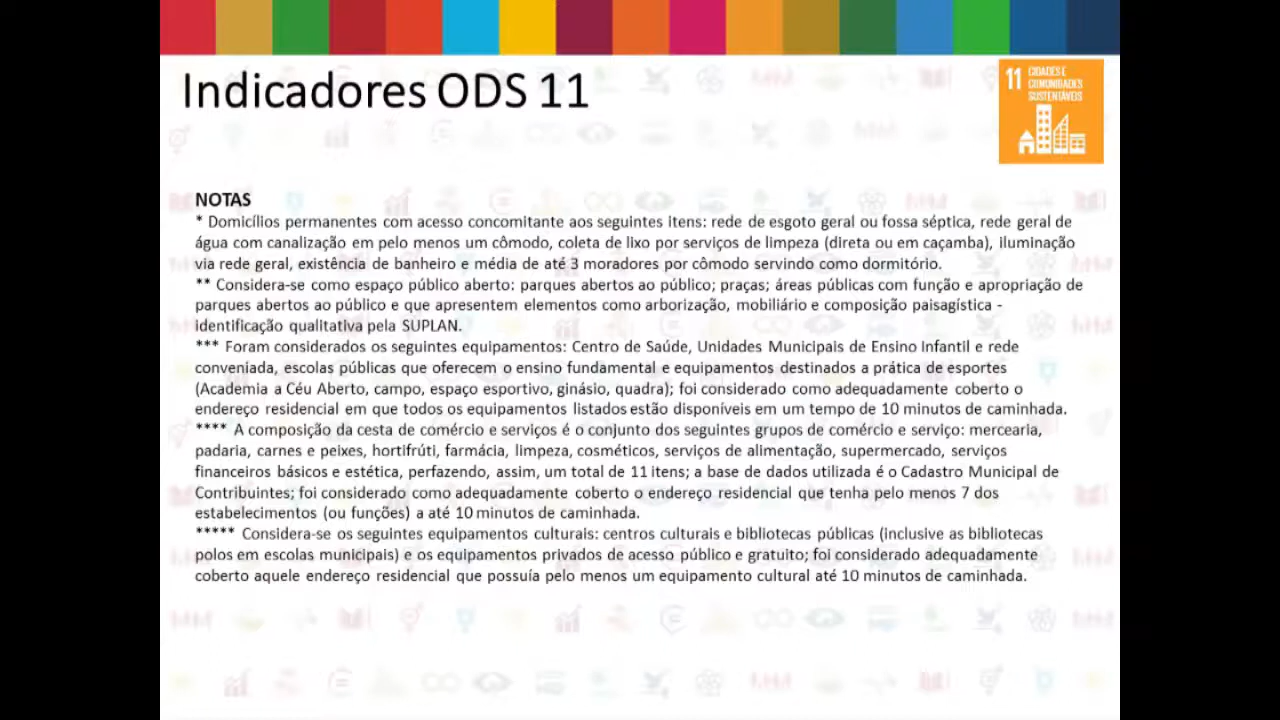 Indicadores ODS 11
11 CIDADES E
COMUNIDADES
SUSTENTÁVEIS
NOTAS
* Domicílios permanentes com acesso concomitante aos seguintes itens: rede de esgoto geral ou fossa séptica, rede geral de
água com canalização em pelo menos um cômodo, coleta de lixo por serviços de limpeza (direta ou em caçamba), iluminação
via rede geral, existência de banheiro e média de até 3 moradores por cômodo servindo como dormitório.
** Considera-se como espaço público aberto: parques abertos ao público; praças; áreas públicas com função e apropriação de
parques abertos ao público e que apresentem elementos como arborização, mobiliário e composição paisagística -
identificação qualitativa pela SUPLAN.
*** Foram considerados os seguintes equipamentos: Centro de Saúde, Unidades Municipais de Ensino Infantil e rede
conveniada, escolas públicas que oferecem o ensino fundamental e equipamentos destinados a prática de esportes
(Academia a Céu Aberto, campo, espaço esportivo, ginásio, quadra); foi considerado como adequadamente coberto o
endereço residencial em que todos os equipamentos listados estão disponíveis em um tempo de 10 minutos de caminhada.
**** A composição da cesta de comércio e serviços é o conjunto dos seguintes grupos de comércio e serviço: mercearia,
padaria, carnes e peixes, hortifrúti, farmácia, limpeza, cosméticos, serviços de alimentação, supermercado, serviços
financeiros básicos e estética, perfazendo, assim, um total de 11 itens; a base de dados utilizada é o Cadastro Municipal de
Contribuintes; foi considerado como adequadamente coberto o endereço residencial que tenha pelo menos 7 dos
estabelecimentos (ou funções) a até 10 minutos de caminhada.
***** Considera-se os seguintes equipamentos culturais: centros culturais e bibliotecas públicas (inclusive as bibliotecas
polos em escolas municipais) e os equipamentos privados de acesso público e gratuito; foi considerado adequadamente
coberto aquele endereço residencial que possuía pelo menos um equipamento cultural até 10 minutos de caminhada.